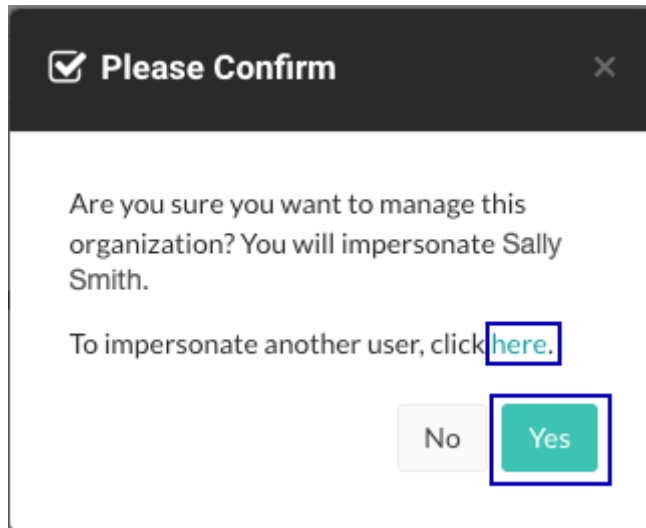 Please Confirm
×
Are you sure you want to manage this
organization? You will impersonate Sally
Smith.
To impersonate another user, click here.
No
Yes